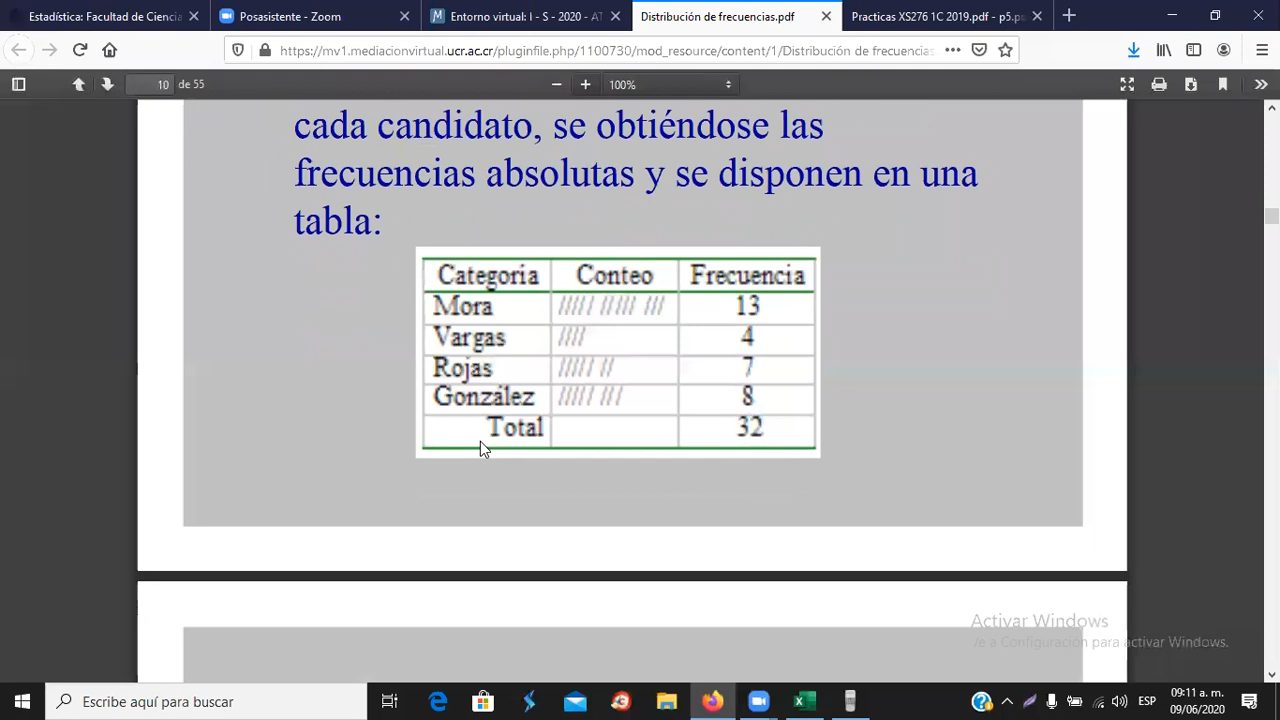 Estadística: Facultad de Ciencia
Posasistente - Zoom
Entorno virtual: I - S - 2020 - AT
Distribución de frecuencias.pdf
Practicas XS276 1C 2019.pdf - p5.p
https://mv1.mediacionvirtual.ucr.ac.cr/pluginfile.php/1100730/mod_resource/content/1/Distribución de frecuencias
10 de 55
100%
cada candidato, se obtiéndose las
frecuencias absolutas y se disponen en una
tabla:
Categoria Conteo Frecuencia
Mora ///// ///// /// 13
Vargas //// 4
Rojas ///// // 7
González ///// /// 8
Total 32
Activar Windows
Ve a Configuración para activar Windows.
Escribe aquí para buscar
ESP
09:11 a. m.
09/06/2020